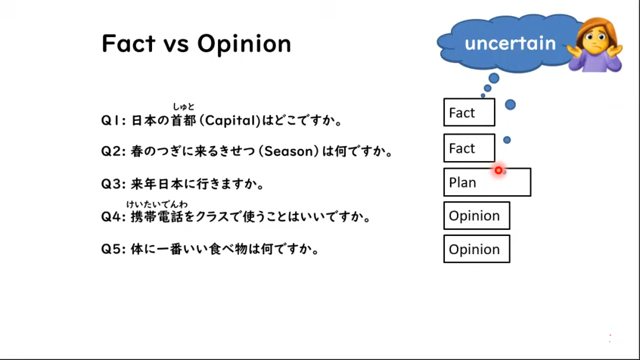 Fact vs Opinion
uncertain
しゅと
Q1: 日本の首都（Capital)はどこですか。
Fact
Q2: 春のつぎに来るきせつ（Season）は何ですか。
Fact
Q3: 来年日本に行きますか。
Plan
けいたいでんわ
Q4: 携帯電話をクラスで使うことはいいですか。
Opinion
Q5: 体に一番いい食べ物は何ですか。
Opinion